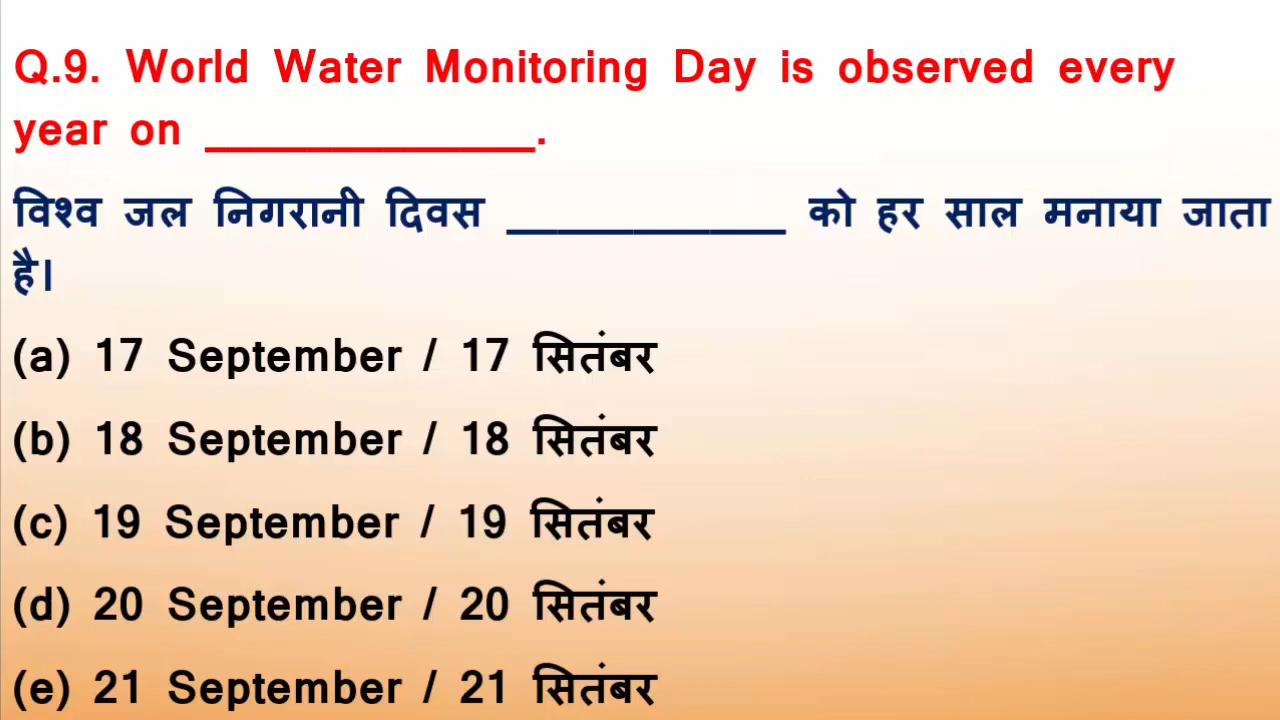 Q.9. World Water Monitoring Day is observed every
year on _____________.
विश्व जल निगरानी दिवस ___________ को हर साल मनाया जाता
है।
(a) 17 September / 17 सितंबर
(b) 18 September / 18 सितंबर
(c) 19 September / 19 सितंबर
(d) 20 September / 20 सितंबर
(e) 21 September / 21 सितंबर